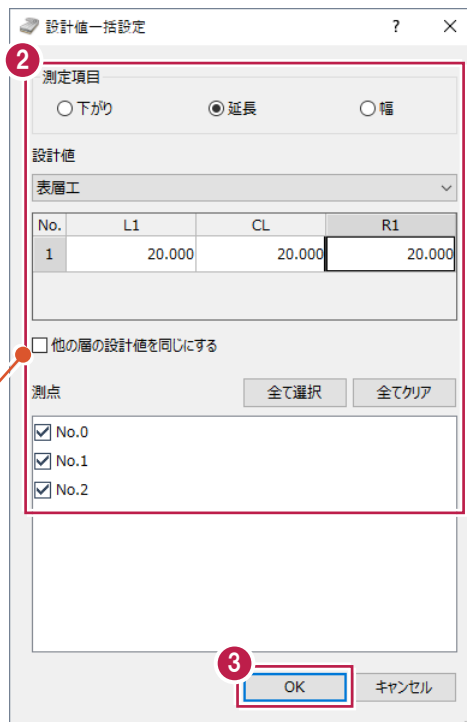 設計値一括設定 ? ×
2
測定項目
下がり 延長 幅
設計値
表層工
No. L1 CL R1
1 20.000 20.000 20.000
他の層の設計値を同じにする
測点 全て選択 全てクリア
No.0
No.1
No.2
3
OK キャンセル